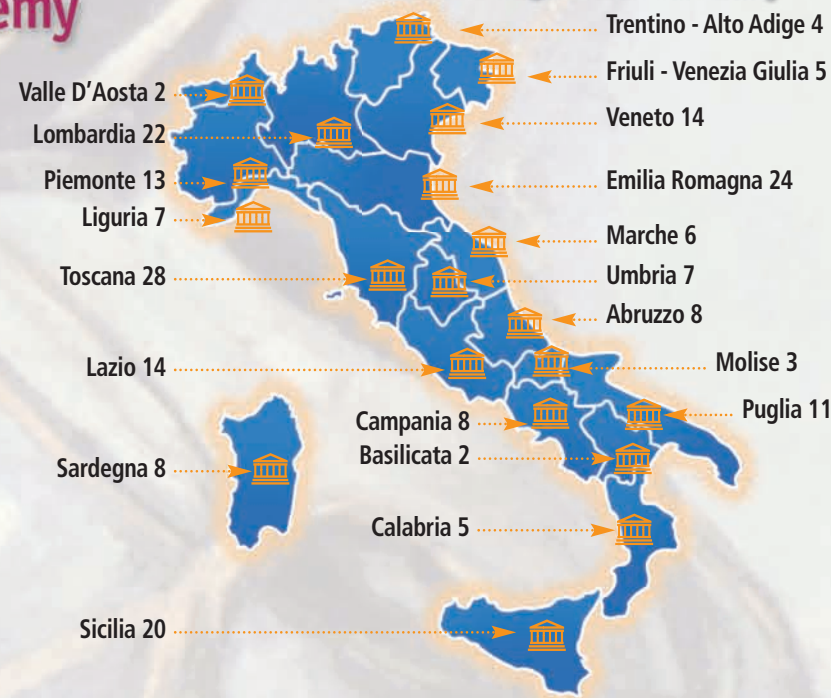 emy
Trentino - Alto Adige 4
Valle D'Aosta 2
Friuli - Venezia Giulia 5
Lombardia 22
Veneto 14
Piemonte 13
Emilia Romagna 24
Liguria 7
Marche 6
Toscana 28
Umbria 7
Abruzzo 8
Lazio 14
Molise 3
Campania 8
Puglia 11
Sardegna 8
Basilicata 2
Calabria 5
Sicilia 20